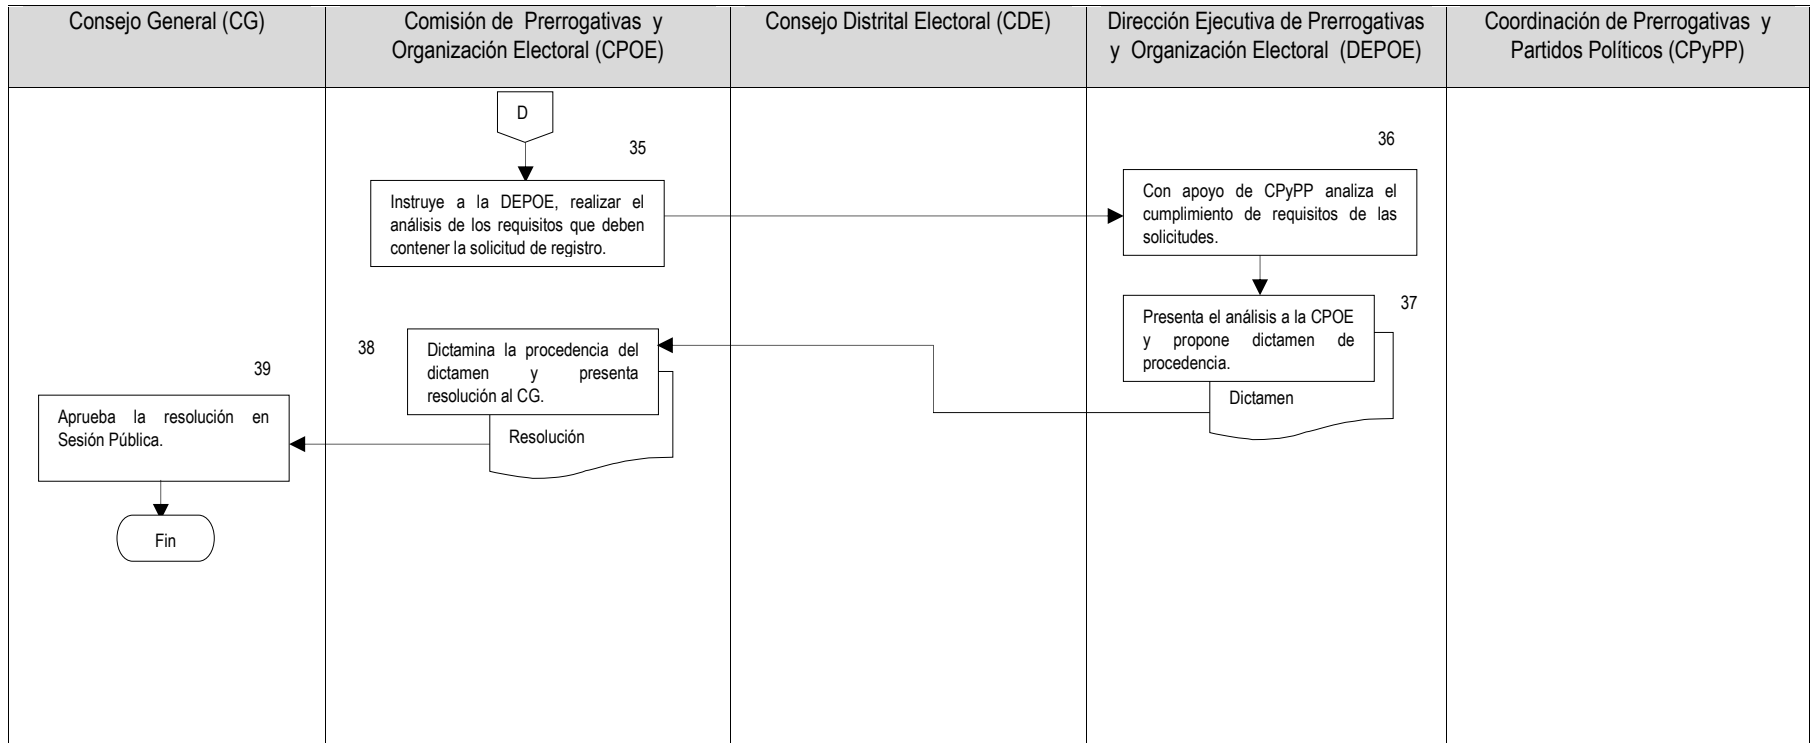 Consejo General (CG)
Comisión de Prerrogativas y
Organización Electoral (CPOE)
Consejo Distrital Electoral (CDE)
Dirección Ejecutiva de Prerrogativas
y Organización Electoral (DEPOE)
Coordinación de Prerrogativas y
Partidos Políticos (CPyPP)
D
35
Instruye a la DEPOE, realizar el
análisis de los requisitos que deben
contener la solicitud de registro.
36
Con apoyo de CPyPP analiza el
cumplimiento de requisitos de las
solicitudes.
37
Presenta el análisis a la CPOE
y propone dictamen de
procedencia.
Dictamen
38
Dictamina la procedencia del
dictamen y presenta
resolución al CG.
Resolución
39
Aprueba la resolución en
Sesión Pública.
Fin